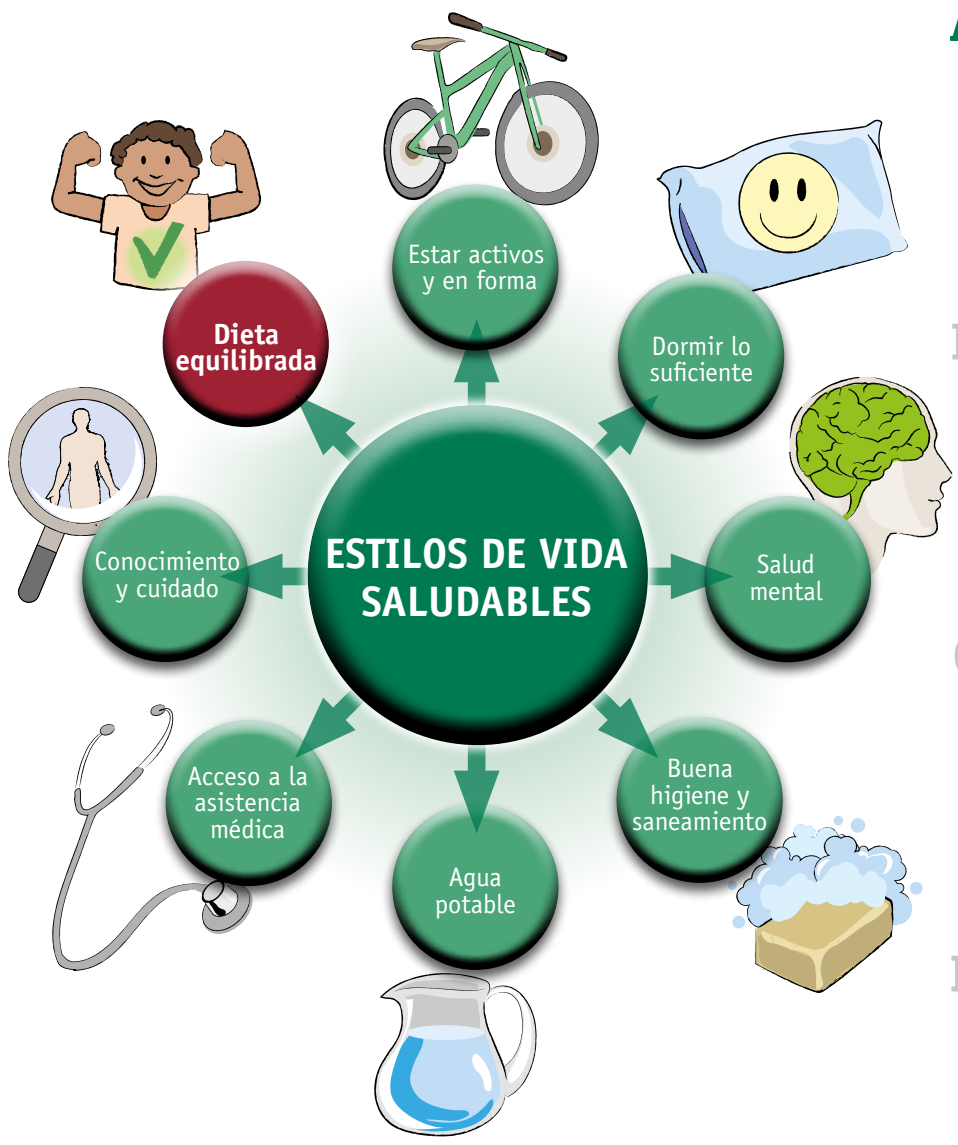 Estar activos
y en forma
Dormir lo
suficiente
Salud
mental
Buena
higiene y
saneamiento
Agua
potable
Acceso a la
asistencia
médica
Conocimiento
y cuidado
Dieta
equilibrada
ESTILOS DE VIDA
SALUDABLES